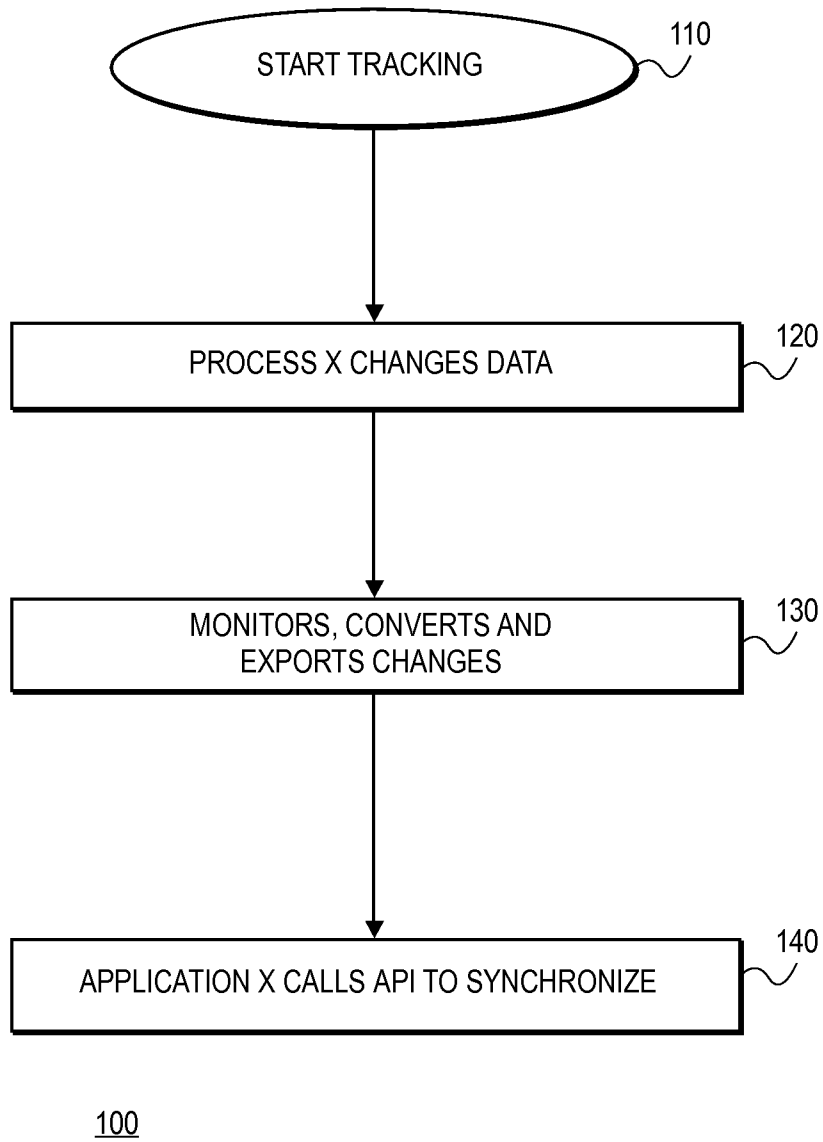 START TRACKING
110
PROCESS X CHANGES DATA
120
MONITORS, CONVERTS AND
EXPORTS CHANGES
130
APPLICATION X CALLS API TO SYNCHRONIZE
140
100